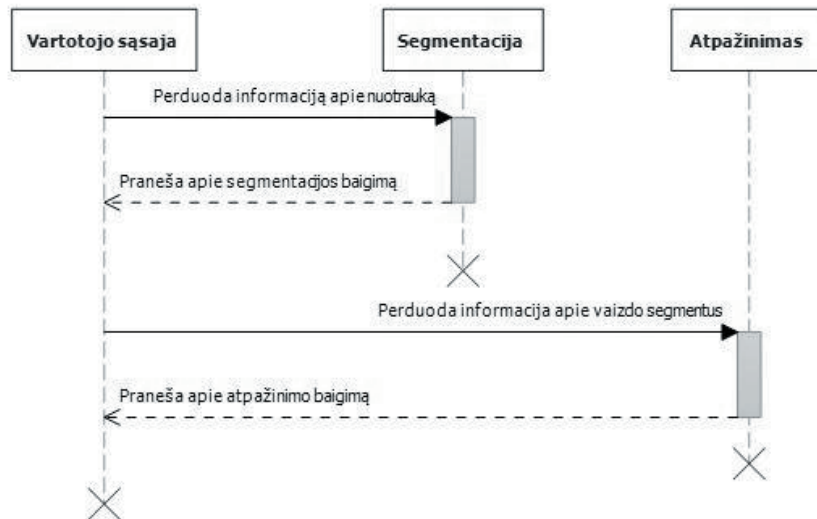 Vartotojo sąsaja
Segmentacija
Atpažinimas
Perduoda informaciją apie nuotrauką
Praneša apie segmentacijos baigimą
Perduoda informacija apie vaizdo segmentus
Praneša apie atpažinimo baigimą